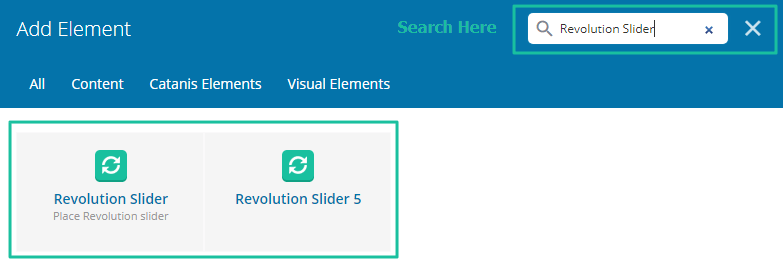 Add Element
Search Here
Revolution Slider
All
Content
Catanis Elements
Visual Elements
Revolution Slider
Place Revolution slider
Revolution Slider 5